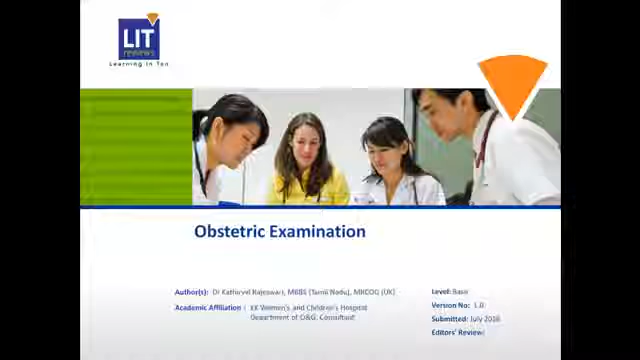 LIT
reviews
Learning in Ten
Obstetric Examination
Author(s): Dr Kathirvel Rajeswari, MBBS (Tamil Nadu), MRCOG (UK)
Academic Affiliation : KK Women's and Children's Hospital
Department of O&G, Consultant
Level: Basic
Version No: 1.0
Submitted: July 2016
Editors' Review: